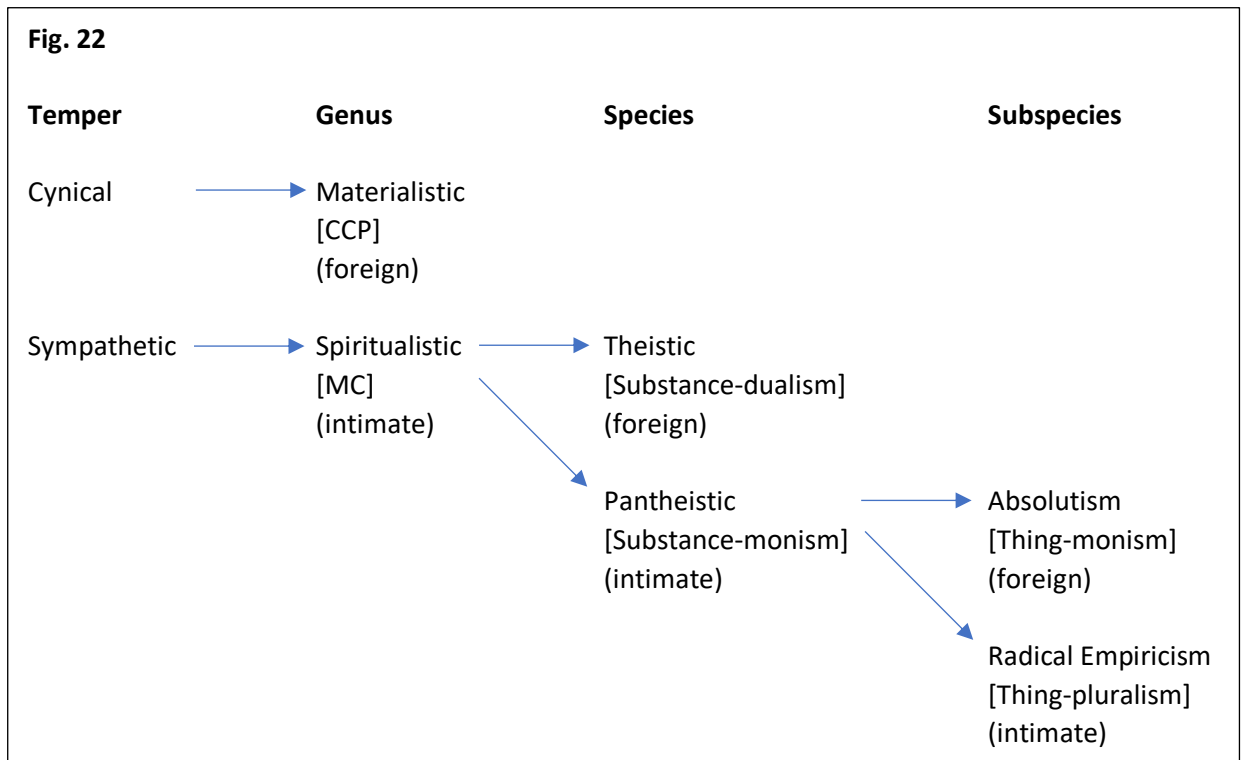 Fig. 22
Temper Genus Species Subspecies
Cynical Materialistic
[CCP]
(foreign)
Sympathetic Spiritualistic Theistic
[MC] [Substance-dualism]
(intimate) (foreign)
Pantheistic Absolutism
[Substance-monism] [Thing-monism]
(intimate) (foreign)
Radical Empiricism
[Thing-pluralism]
(intimate)